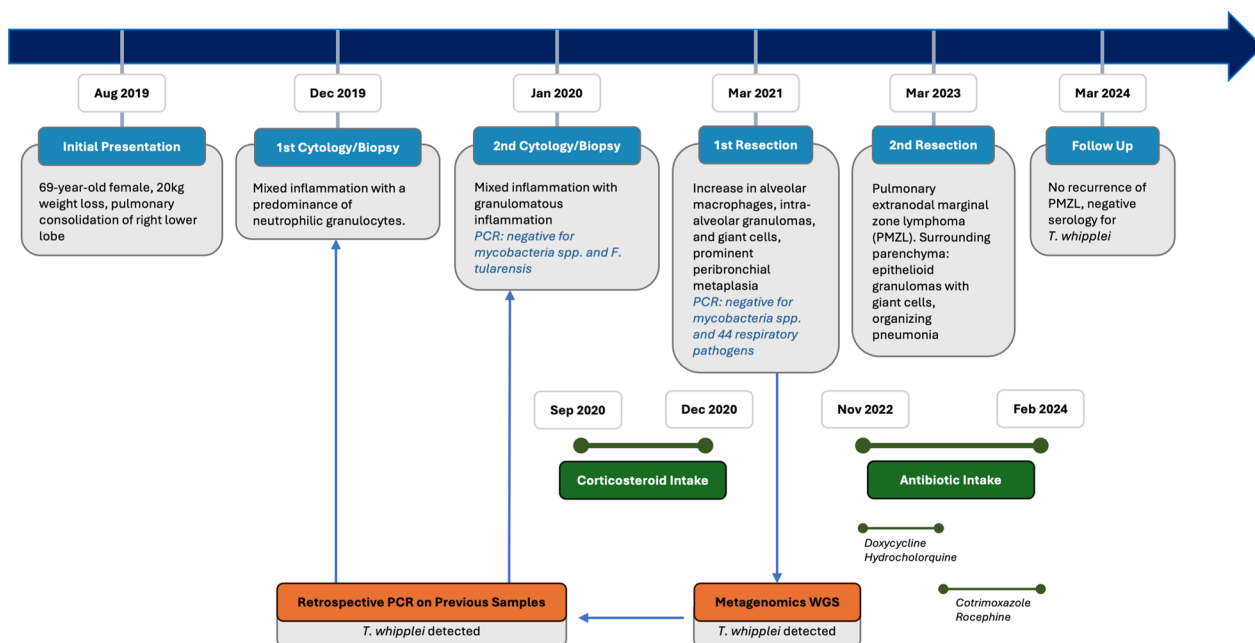 Aug 2019
Dec 2019
Jan 2020
Mar 2021
Mar 2023
Mar 2024
Initial Presentation
69-year-old female, 20kg
weight loss, pulmonary
consolidation of right lower
lobe
1st Cytology/Biopsy
Mixed inflammation with a
predominance of
neutrophilic granulocytes.
2nd Cytology/Biopsy
Mixed inflammation with
granulomatous
inflammation
PCR: negative for
mycobacteria spp. and F.
tularensis
1st Resection
Increase in alveolar
macrophages, intra-
alveolar granulomas,
and giant cells,
prominent
peribronchial
metaplasia
PCR: negative for
mycobacteria spp.
and 44 respiratory
pathogens
2nd Resection
Pulmonary
extranodal marginal
zone lymphoma
(PMZL). Surrounding
parenchyma:
epithelioid
granulomas with
giant cells,
organizing
pneumonia
Follow Up
No recurrence of
PMZL, negative
serology for
T. whipplei
Sep 2020
Dec 2020
Corticosteroid Intake
Nov 2022
Feb 2024
Antibiotic Intake
Doxycycline
Hydrocholorquine
Cotrimoxazole
Rocephine
Retrospective PCR on Previous Samples
T. whipplei detected
Metagenomics WGS
T. whipplei detected